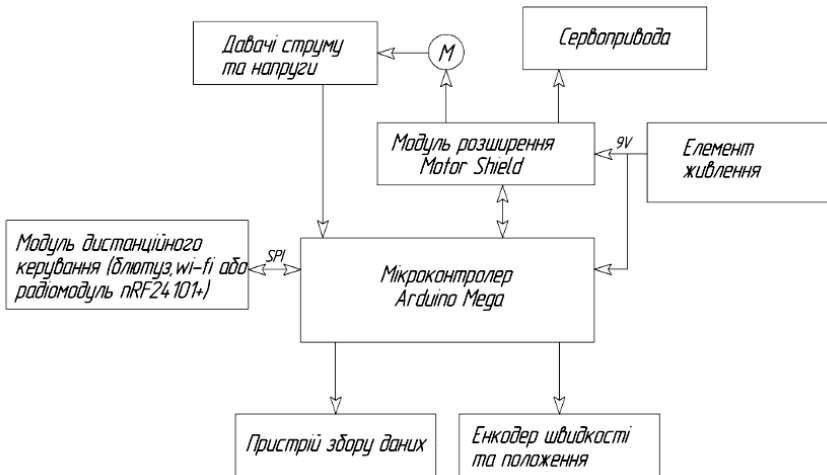 Давачі струму
та напруги
М
Сервопривода
Модуль розширення
Motor Shield
9V
Елемент
живлення
Модуль дистанційного
керування (блютуз,wi-fi або
радіомодуль nRF24101+)
SPI
Мікроконтролер
Arduino Mega
Пристрій збору даних
Енкодер швидкості
та положення